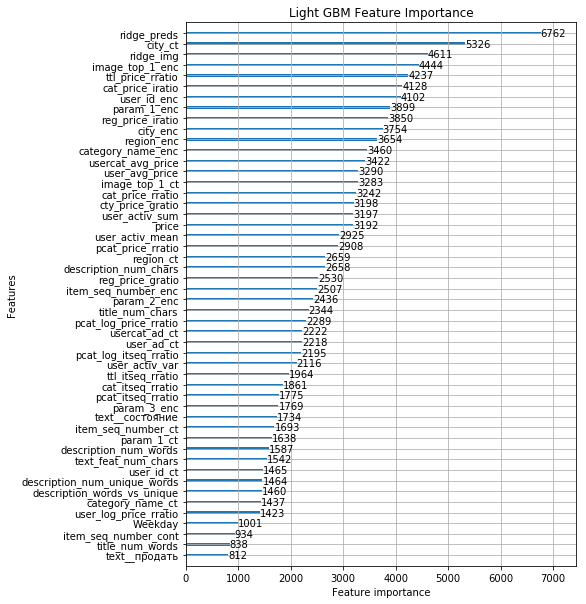 Light GBM Feature Importance
ridge_preds 6762
city_ct 5326
ridge_img 4611
image_top_1_enc 4444
ttl_price_rratio 4237
cat_price_iratio 4128
user_id_enc 4102
param_1_enc 3899
reg_price_iratio 3850
city_enc 3754
region_enc 3654
category_name_enc 3460
usercat_avg_price 3422
user_avg_price 3290
image_top_1_ct 3283
cat_price_rratio 3242
cty_price_gratio 3198
user_activ_sum 3197
price 3192
user_activ_mean 2925
pcat_price_rratio 2908
region_ct 2659
description_num_chars 2658
reg_price_gratio 2530
item_seq_number_enc 2507
param_2_enc 2436
title_num_chars 2344
pcat_log_price_rratio 2289
usercat_ad_ct 2222
user_ad_ct 2218
pcat_log_itseq_rratio 2195
user_activ_var 2116
ttl_itseq_rratio 1964
cat_itseq_rratio 1861
pcat_itseq_rratio 1775
param_3_enc 1769
text__состояние 1734
item_seq_number_ct 1693
param_1_ct 1638
description_num_words 1587
text_feat_num_chars 1542
user_id_ct 1465
description_num_unique_words 1464
description_words_vs_unique 1460
category_name_ct 1437
user_log_price_rratio 1423
Weekday 1001
item_seq_number_cont 934
title_num_words 838
text__продать 812
0 1000 2000 3000 4000 5000 6000 7000
Feature importance
Features